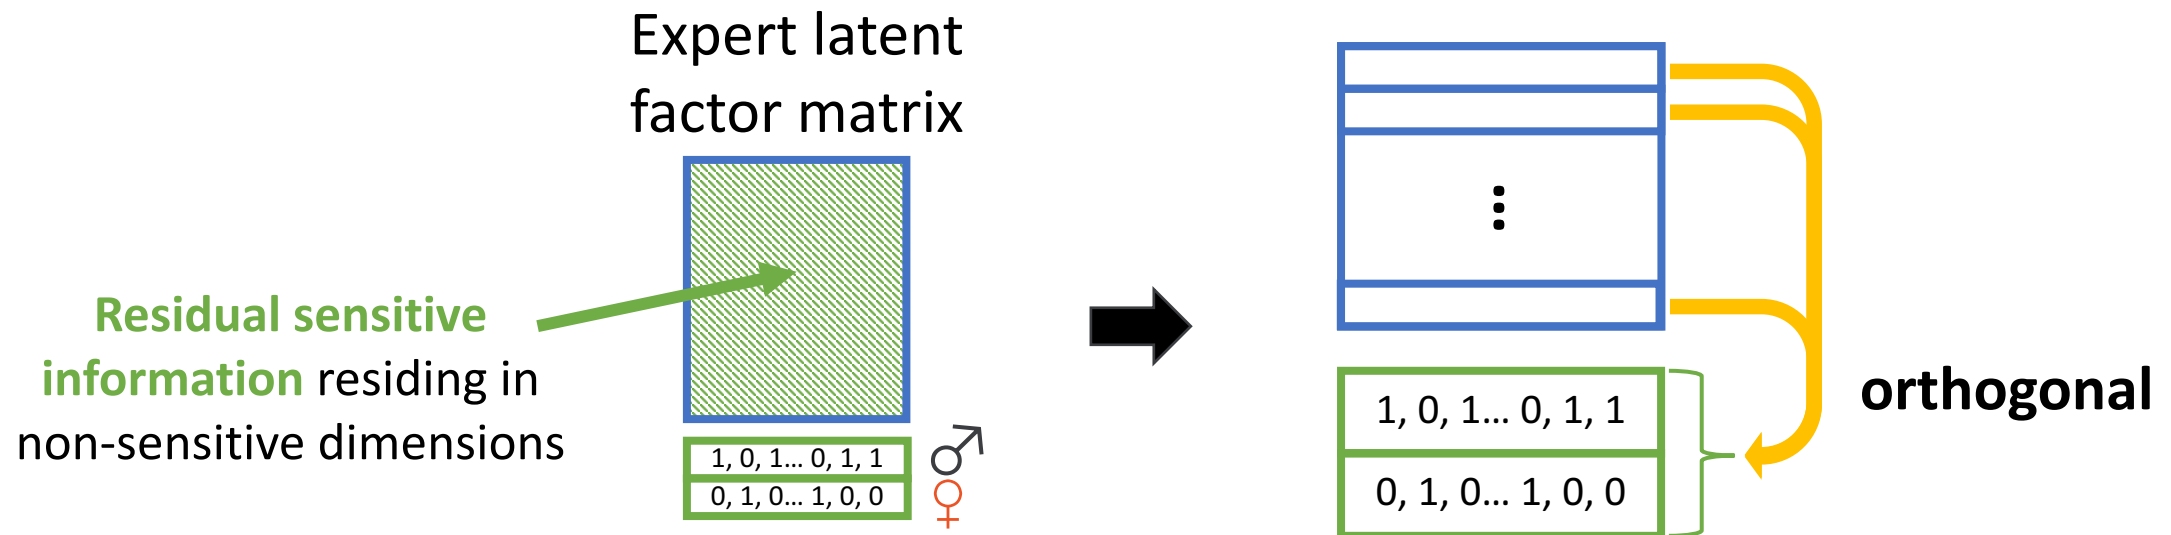 Expert latent
factor matrix
Residual sensitive
information residing in
non-sensitive dimensions
1, 0, 1... 0, 1, 1
0, 1, 0... 1, 0, 0
⋮
1, 0, 1... 0, 1, 1
0, 1, 0... 1, 0, 0
orthogonal